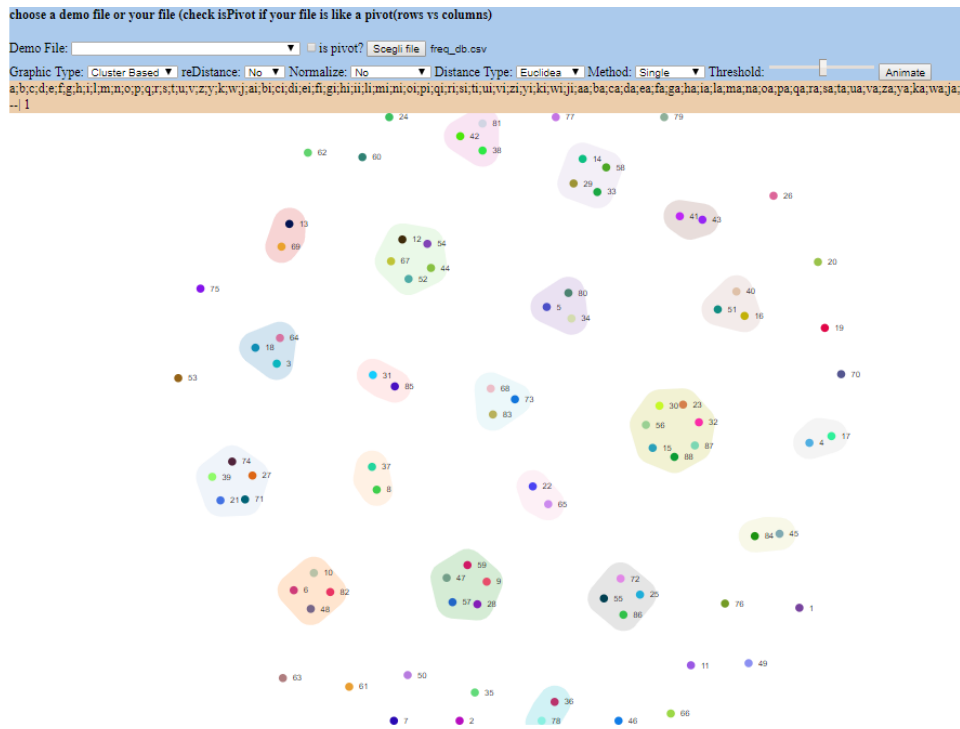 choose a demo file or your file (check isPivot if your file is like a pivot(rows vs columns)
Demo File: is pivot? Scegli file freq_db.csv
Graphic Type: Cluster Based reDistance: No Normalize: No Distance Type: Euclidea Method: Single Threshold: Animate
a;b;c;d;e;f;g;h;i;l;m;n;o;p;q;r;s;t;u;v;z;y;k;w;j;ai;bi;ci;di;ei;fi;gi;hi;ii;li;mi;ni;oi;pi;qi;ri;si;ti;ui;vi;zi;yi;ki;wi;ji;aa;ba;ca;da;ea;fa;ga;ha;ia;la;ma;na;oa;pa;qa;ra;sa;ta;ua;va;za;ya;ka;wa;ja;
--| 1
24 81 77 79
42 38
62 60 14 58
29 33 26
41 43
13
12 54
69
67 44 20
52
75 80 40
5 51 16
34 19
64
18
3 70
31
53 85 68 73
83 30 23
32
56 17
4
15 87
88
74 37
39 27
21 71 8 22
65
84 45
59
10 47 9 72
6 82 55 25
48 57 28 86 76 1
11 49
63 50
61 35
36 66
7 2 78 46